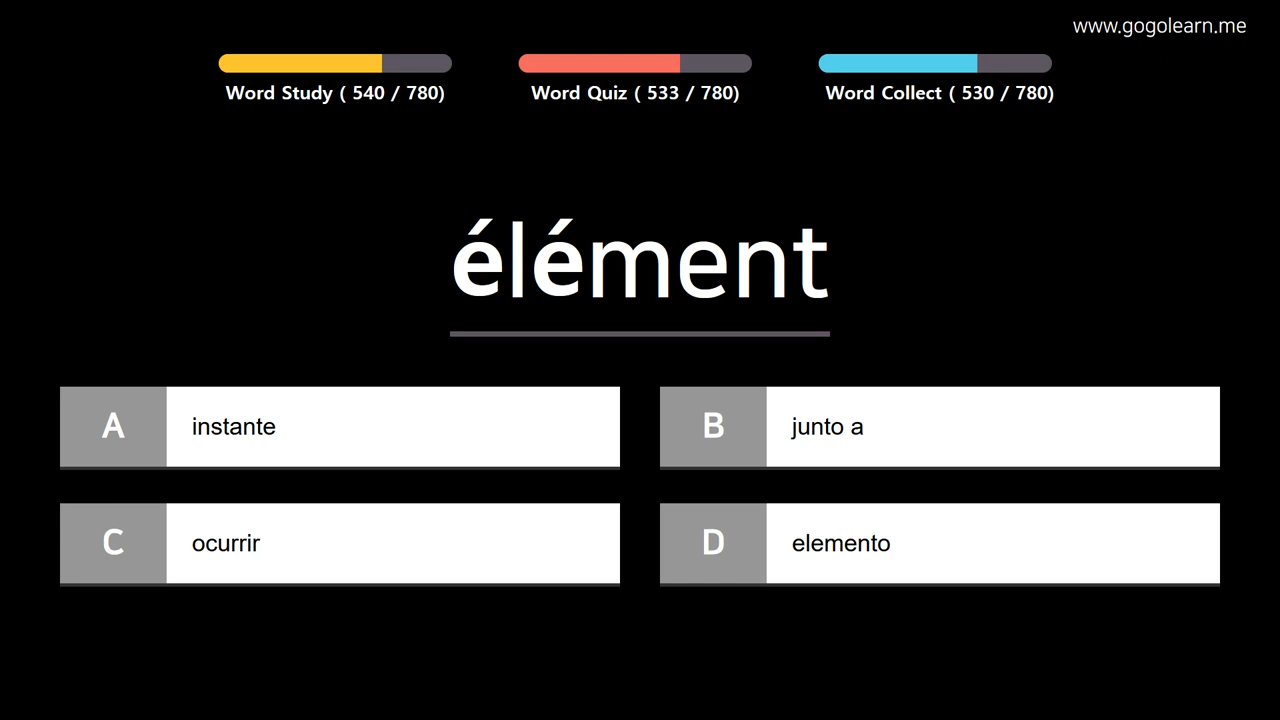 www.gogolearn.me
Word Study ( 540 / 780)
Word Quiz ( 533 / 780)
Word Collect ( 530 / 780)
élément
A instante
B junto a
C ocurrir
D elemento